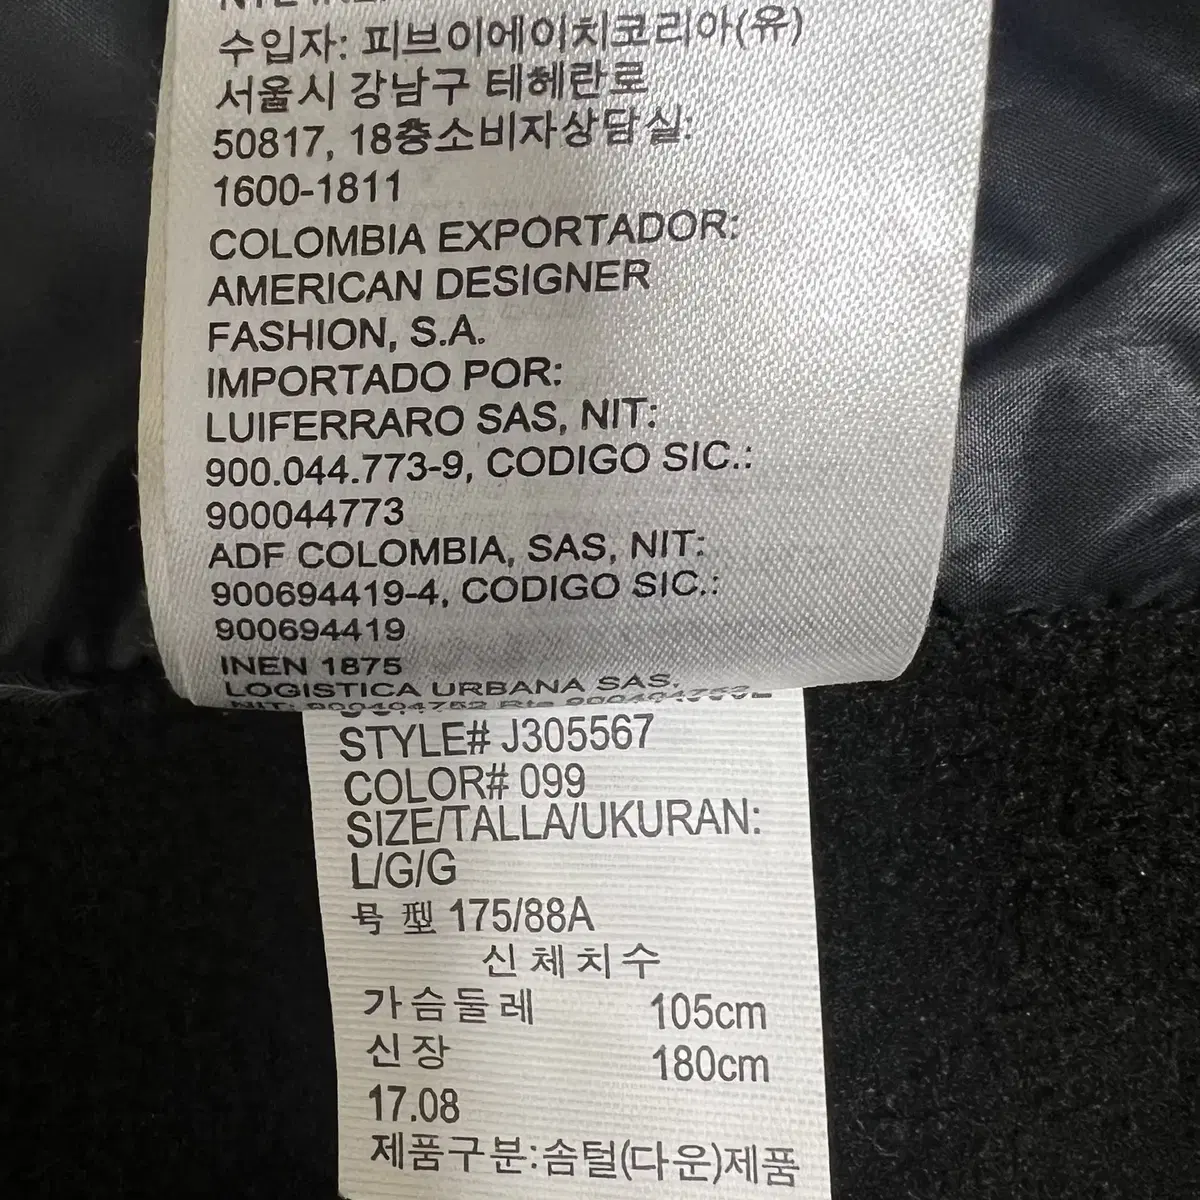 수입자: 피브이에이치코리아(유)
서울시 강남구 테헤란로
50817, 18층소비자상담실:
1600-1811
COLOMBIA EXPORTADOR:
AMERICAN DESIGNER
FASHION, S.A.
IMPORTADO POR:
LUIFERRARO SAS, NIT:
900.044.773-9, CODIGO SIC.:
900044773
ADF COLOMBIA, SAS, NIT:
900694419-4, CODIGO SIC.:
900694419
INEN 1875
LOGISTICA URBANA SAS,
NIT: 900404752 Rte
STYLE# J305567
COLOR# 099
SIZE/TALLA/UKURAN:
L/G/G
号 型 175/88A
신체치수
가슴둘레 105cm
신장 180cm
17.08
제품구분:솜털(다운)제품